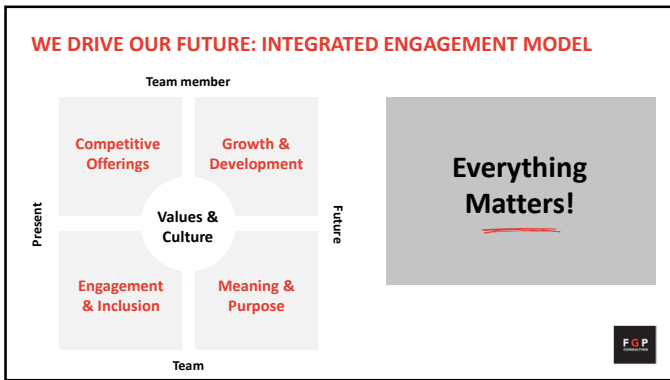 WE DRIVE OUR FUTURE: INTEGRATED ENGAGEMENT MODEL
Team member
Competitive
Offerings
Growth &
Development
Present
Values &
Culture
Future
Engagement
& Inclusion
Meaning &
Purpose
Team
Everything
Matters!
FGP
CONSULTING